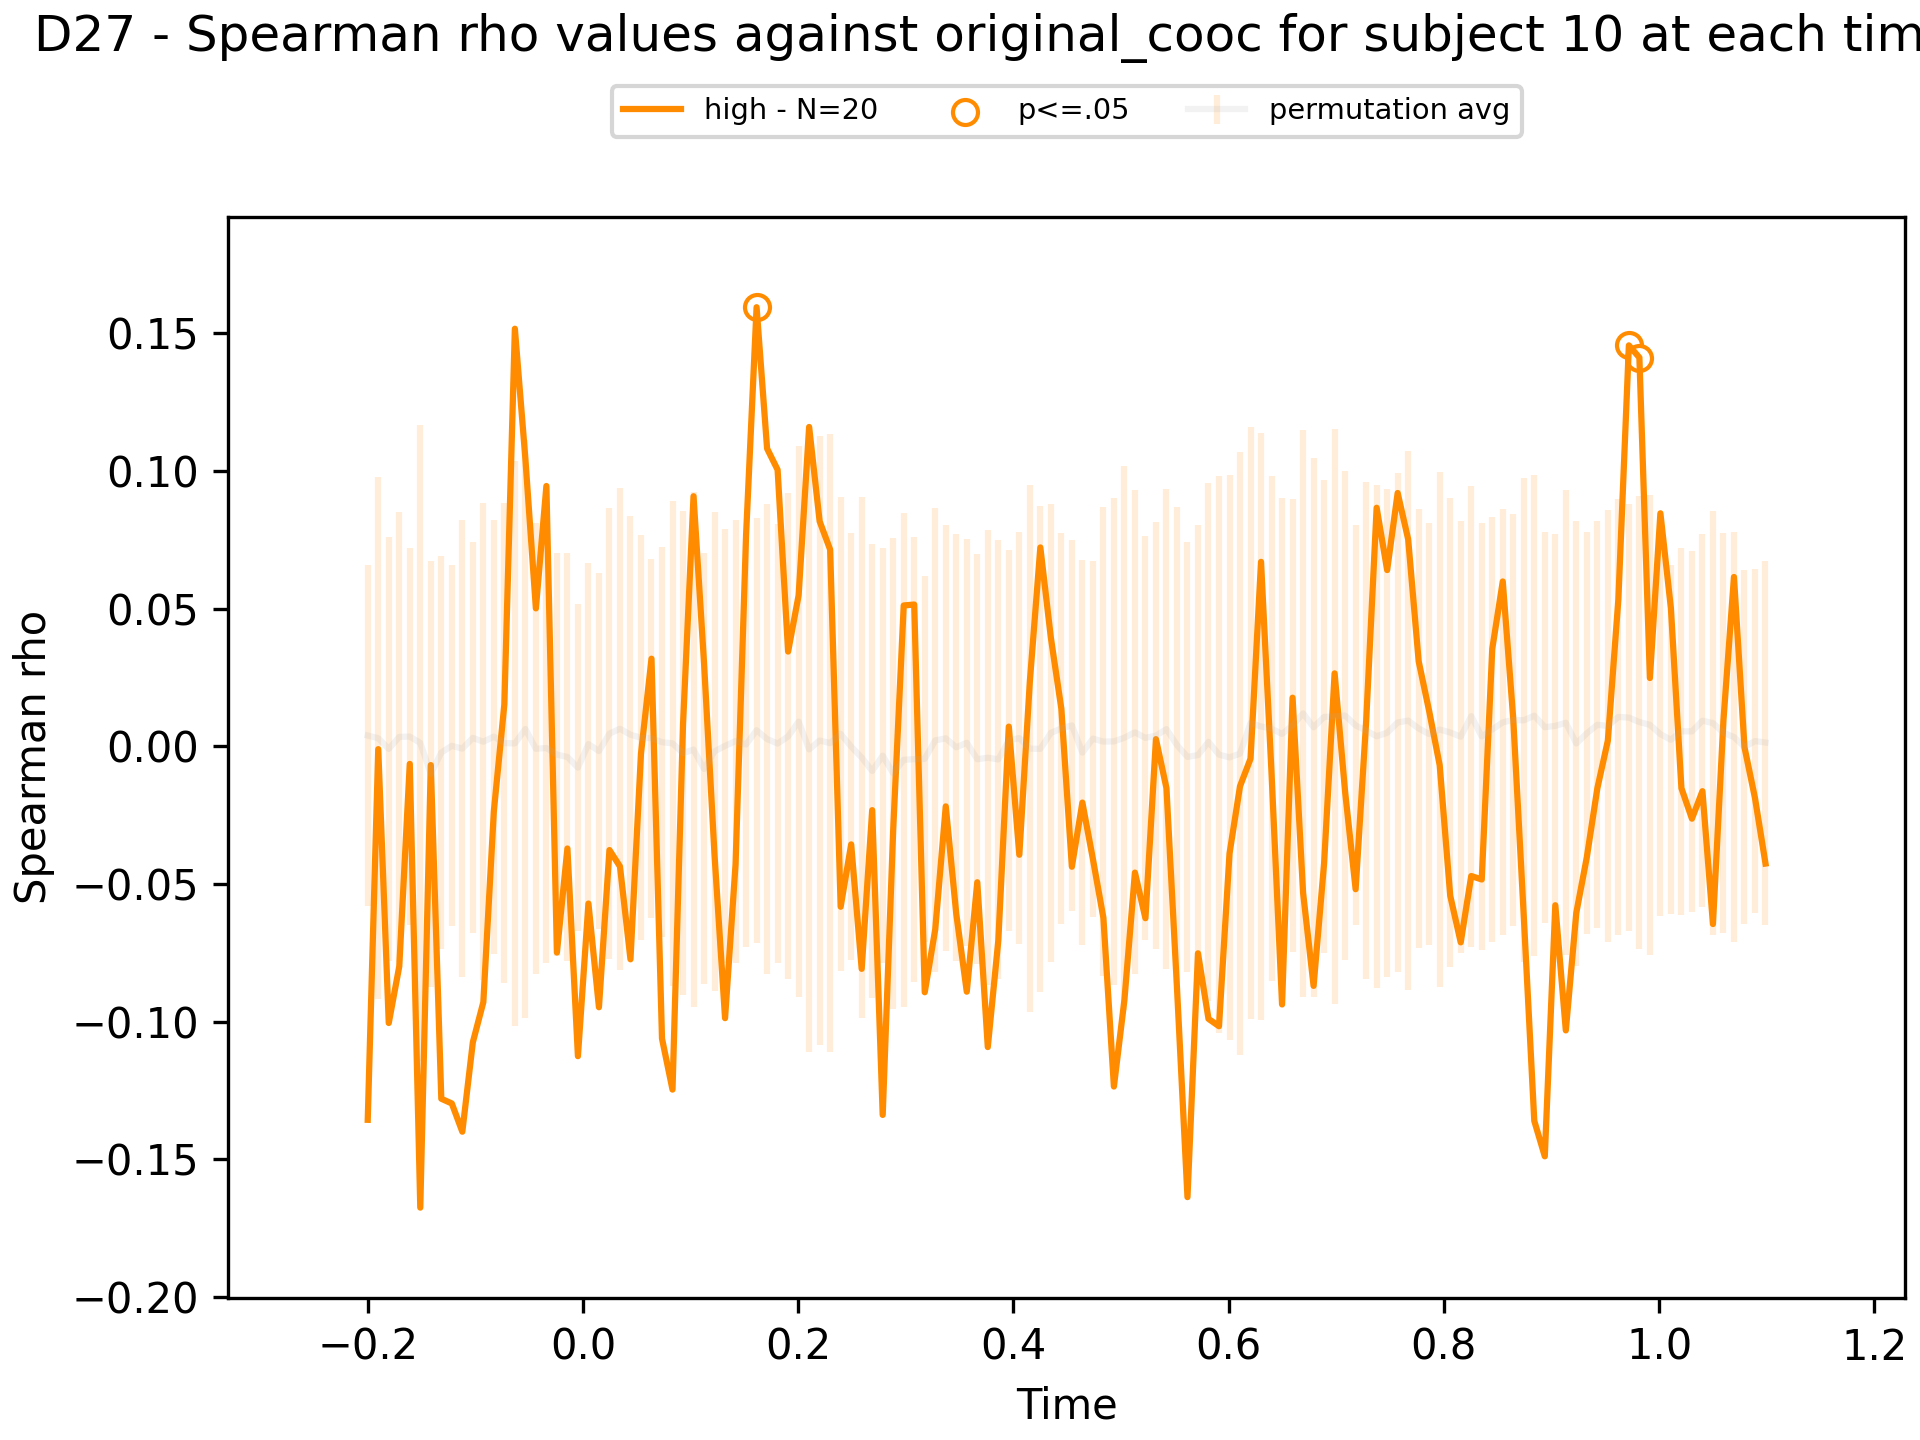 D27 - Spearman rho values against original_cooc for subject 10 at each tim
high - N=20 p<=.05 permutation avg
0.15
0.10
0.05
0.00
−0.05
−0.10
−0.15
−0.20
Spearman rho
−0.2 0.0 0.2 0.4 0.6 0.8 1.0 1.2
Time